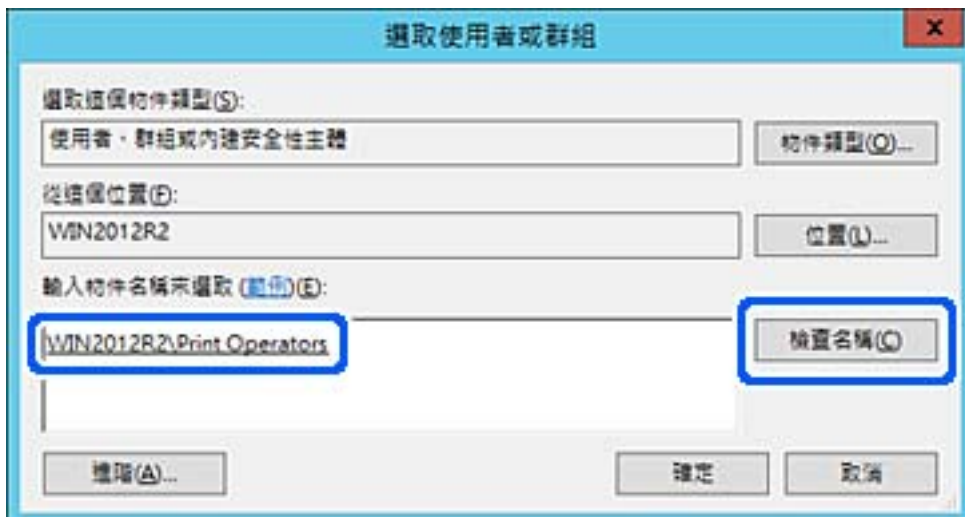 選取使用者或群組
x
選取這個物件類型(S):
使用者、群組或內建安全性主體
物件類型(O)...
從這個位置(F):
WIN2012R2
位置(L)...
輸入物件名稱來選取 (範例)(E):
WIN2012R2\Print Operators
檢查名稱(C)
進階(A)...
確定
取消